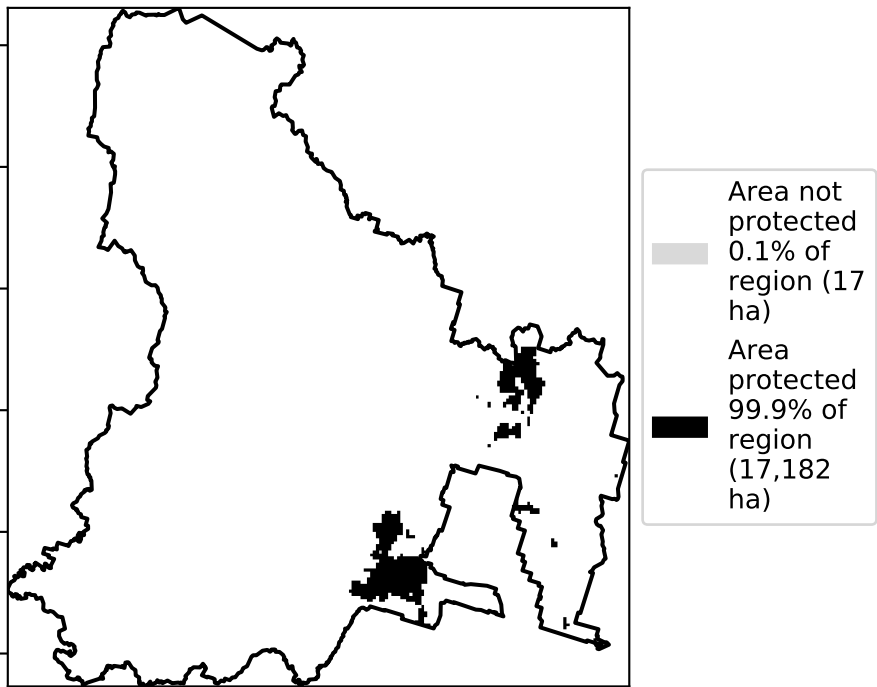 Area not
protected
0.1% of
region (17
ha)
Area
protected
99.9% of
region
(17,182
ha)